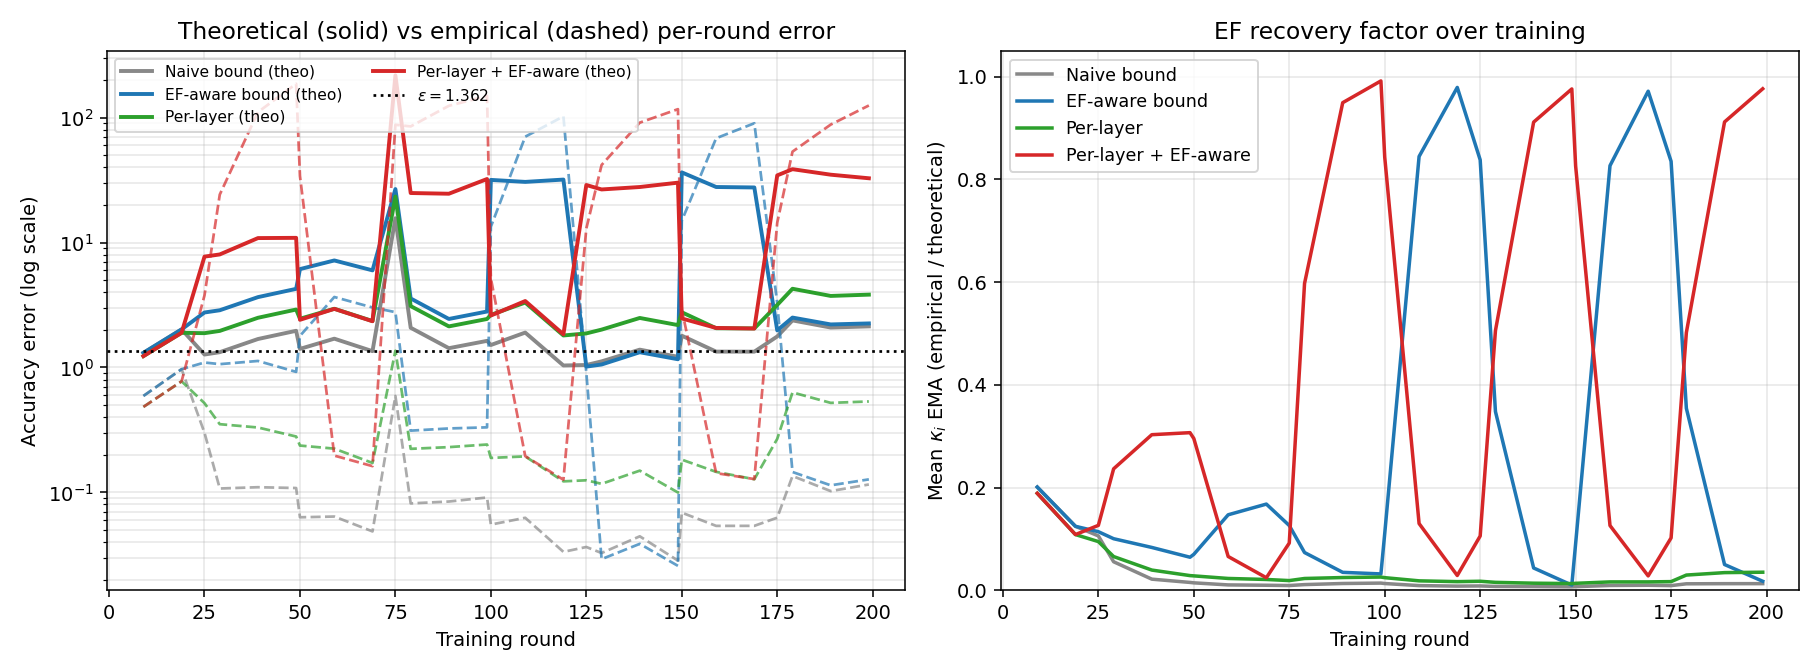 Theoretical (solid) vs empirical (dashed) per-round error
Accuracy error (log scale)
10²
10¹
10⁰
10⁻¹
Naive bound (theo)
EF-aware bound (theo)
Per-layer (theo)
Per-layer + EF-aware (theo)
ε = 1.362
0 25 50 75 100 125 150 175 200
Training round
EF recovery factor over training
Mean κᵢ EMA (empirical / theoretical)
1.0
0.8
0.6
0.4
0.2
0.0
Naive bound
EF-aware bound
Per-layer
Per-layer + EF-aware
0 25 50 75 100 125 150 175 200
Training round